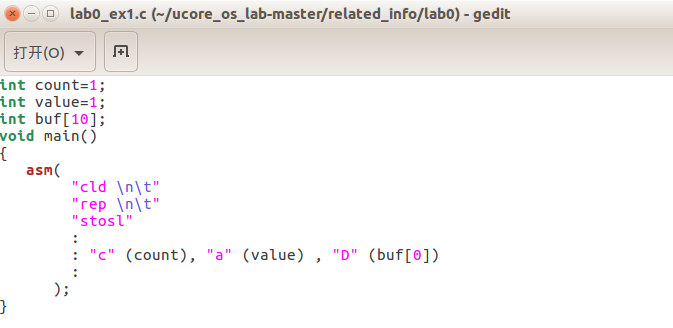 lab0_ex1.c (~/ucore_os_lab-master/related_info/lab0) - gedit
打开(O)
int count=1;
int value=1;
int buf[10];
void main()
{
   asm(
        "cld \n\t"
        "rep \n\t"
        "stosl"
        :
        : "c" (count), "a" (value) , "D" (buf[0])
        :
      );
}